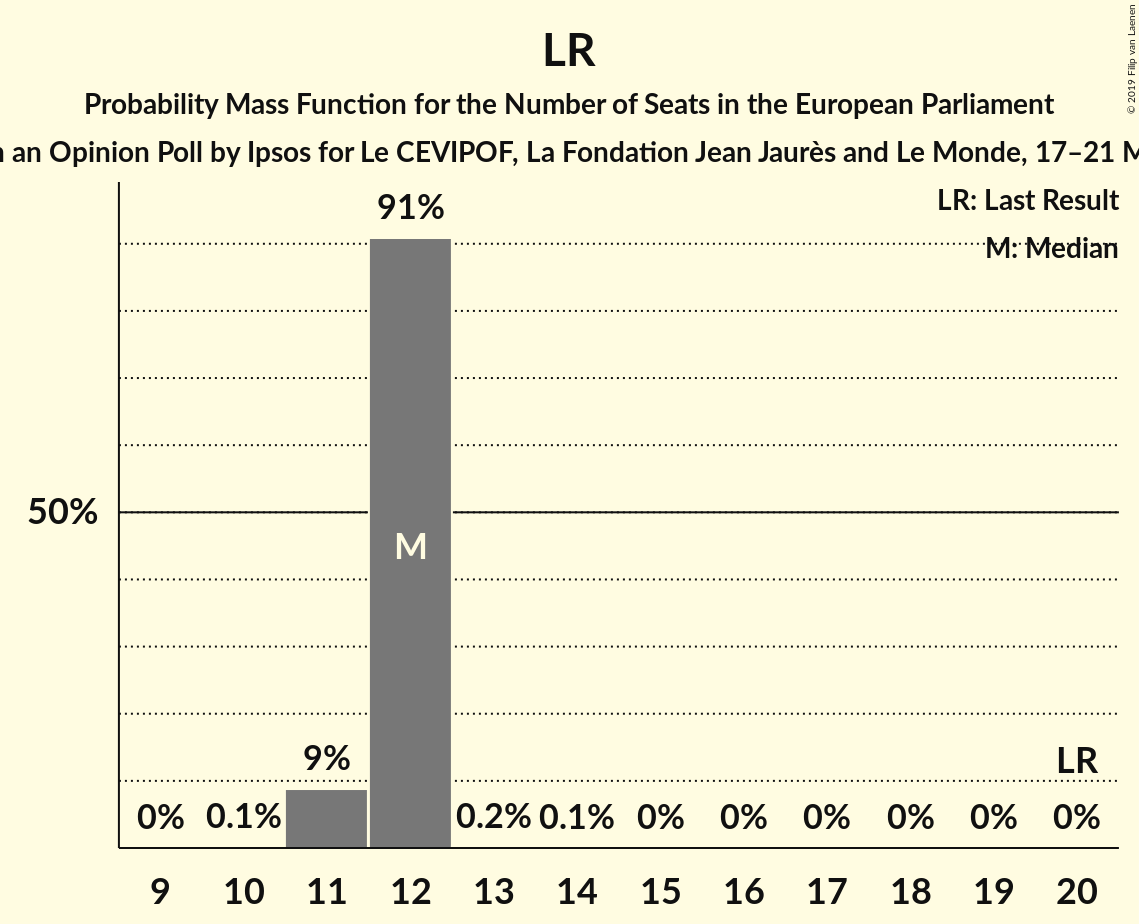 LR
Probability Mass Function for the Number of Seats in the European Parliament
an Opinion Poll by Ipsos for Le CEVIPOF, La Fondation Jean Jaurès and Le Monde, 17–21
© 2019 Filip van Laenen
LR: Last Result
M: Median
91%
50%
M
9%
LR
0% 0.1% 0.2% 0.1% 0% 0% 0% 0% 0% 0%
9 10 11 12 13 14 15 16 17 18 19 20